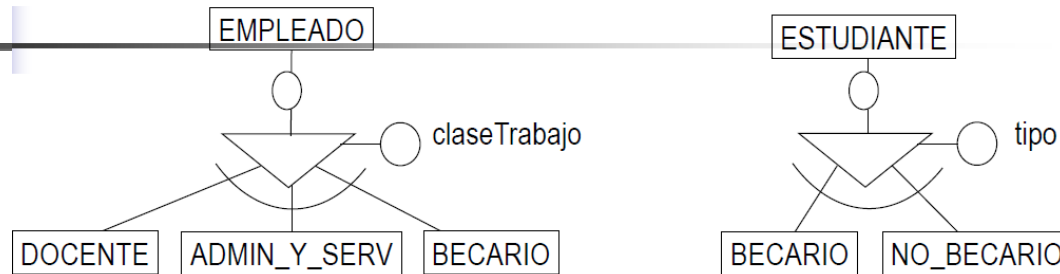 EMPLEADO
ESTUDIANTE
claseTrabajo
tipo
DOCENTE
ADMIN_Y_SERV
BECARIO
BECARIO
NO_BECARIO